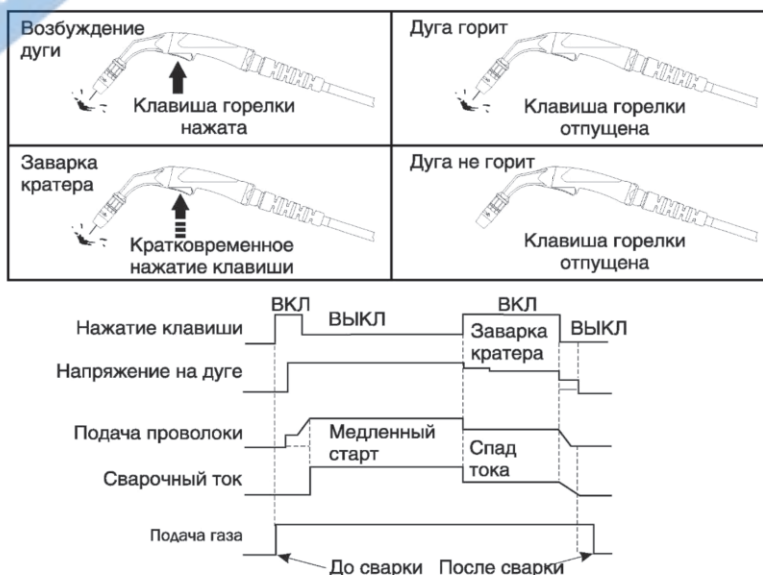 Возбуждение
дуги
Клавиша горелки
нажата
Дуга горит
Клавиша горелки
отпущена
Заварка
кратера
Кратковременное
нажатие клавиши
Дуга не горит
Клавиша горелки
отпущена
Нажатие клавиши
ВКЛ
ВЫКЛ
ВКЛ
Заварка
кратера
ВЫКЛ
Напряжение на дуге
Подача проволоки
Медленный
старт
Спад
тока
Сварочный ток
Подача газа
До сварки
После сварки